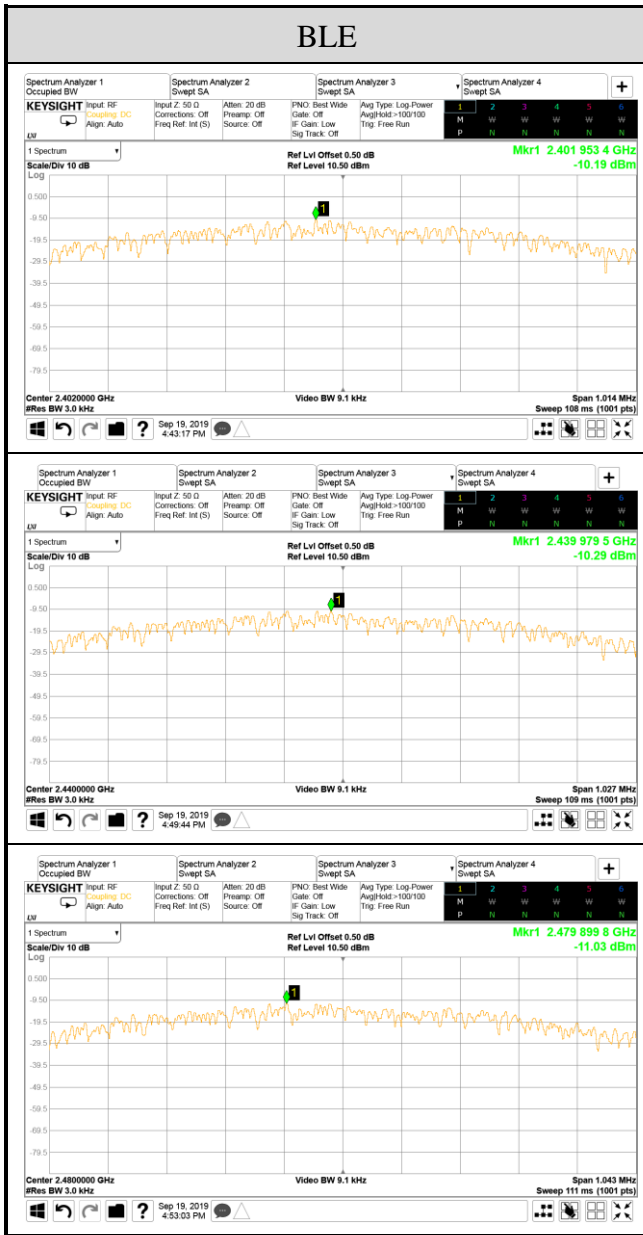 BLE
Spectrum Analyzer 1 Spectrum Analyzer 2 Spectrum Analyzer 3 Spectrum Analyzer 4
Occupied BW Swept SA Swept SA Swept SA +
KEYSIGHT Input: RF Input Z: 50 Ω Atten: 20 dB PNO: Best Wide Avg Type: Log-Power 1 2 3 4 5 6
Coupling: DC Corrections: Off Preamp: Off Gate: Off Avg|Hold:>100/100 M W W W W W
Align: Auto Freq Ref: Int (S) Source: Off IF Gain: Low Trig: Free Run
LXI Sig Track: Off P N N N N N
1 Spectrum Ref Lvl Offset 0.50 dB Mkr1 2.401 953 4 GHz
Scale/Div 10 dB Ref Level 10.50 dBm -10.19 dBm
Log
1
0.500
-9.50
-19.5
-29.5
-39.5
-49.5
-59.5
-69.5
-79.5
Center 2.4020000 GHz Video BW 9.1 kHz Span 1.014 MHz
#Res BW 3.0 kHz Sweep 108 ms (1001 pts)
? Sep 19, 2019
4:43:17 PM
Spectrum Analyzer 1 Spectrum Analyzer 2 Spectrum Analyzer 3 Spectrum Analyzer 4
Occupied BW Swept SA Swept SA Swept SA +
KEYSIGHT Input: RF Input Z: 50 Ω Atten: 20 dB PNO: Best Wide Avg Type: Log-Power 1 2 3 4 5 6
Coupling: DC Corrections: Off Preamp: Off Gate: Off Avg|Hold:>100/100 M W W W W W
Align: Auto Freq Ref: Int (S) Source: Off IF Gain: Low Trig: Free Run
LXI Sig Track: Off P N N N N N
1 Spectrum Ref Lvl Offset 0.50 dB Mkr1 2.439 979 5 GHz
Scale/Div 10 dB Ref Level 10.50 dBm -10.29 dBm
Log
1
0.500
-9.50
-19.5
-29.5
-39.5
-49.5
-59.5
-69.5
-79.5
Center 2.4400000 GHz Video BW 9.1 kHz Span 1.027 MHz
#Res BW 3.0 kHz Sweep 109 ms (1001 pts)
? Sep 19, 2019
4:49:44 PM
Spectrum Analyzer 1 Spectrum Analyzer 2 Spectrum Analyzer 3 Spectrum Analyzer 4
Occupied BW Swept SA Swept SA Swept SA +
KEYSIGHT Input: RF Input Z: 50 Ω Atten: 20 dB PNO: Best Wide Avg Type: Log-Power 1 2 3 4 5 6
Coupling: DC Corrections: Off Preamp: Off Gate: Off Avg|Hold:>100/100 M W W W W W
Align: Auto Freq Ref: Int (S) Source: Off IF Gain: Low Trig: Free Run
LXI Sig Track: Off P N N N N N
1 Spectrum Ref Lvl Offset 0.50 dB Mkr1 2.479 899 8 GHz
Scale/Div 10 dB Ref Level 10.50 dBm -11.03 dBm
Log
1
0.500
-9.50
-19.5
-29.5
-39.5
-49.5
-59.5
-69.5
-79.5
Center 2.4800000 GHz Video BW 9.1 kHz Span 1.043 MHz
#Res BW 3.0 kHz Sweep 111 ms (1001 pts)
? Sep 19, 2019
4:53:03 PM